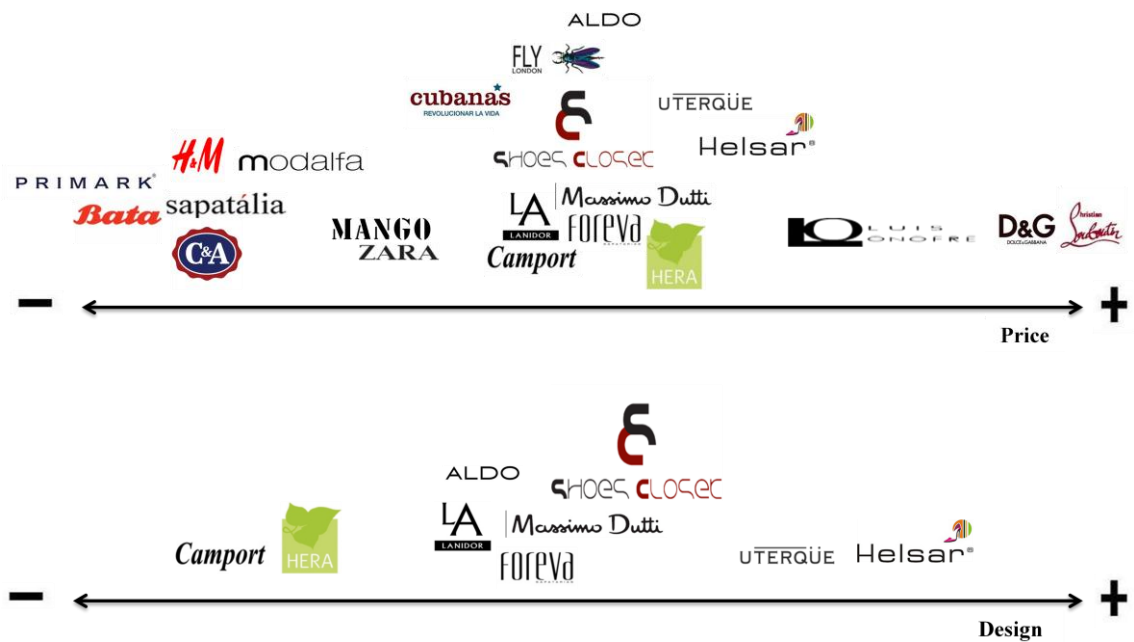 ALDO
FLY
LONDON
cubanas
REVOLUCIONAR LA VIDA
UTERQÜE
Helsar®
SHOES CLOSET
H&M modalfa
PRIMARK®
Bata
sapatália
C&A
MANGO
ZARA
LA
LANIDOR
Massimo Dutti
Foreva
Camport
HERA
LO LUIS
ONOFRE
D&G
DOLCE&GABBANA
Christian
Louboutin
− +
Price
SHOES CLOSET
ALDO
LA
LANIDOR
Massimo Dutti
Foreva
Camport
HERA
UTERQÜE
Helsar®
− +
Design